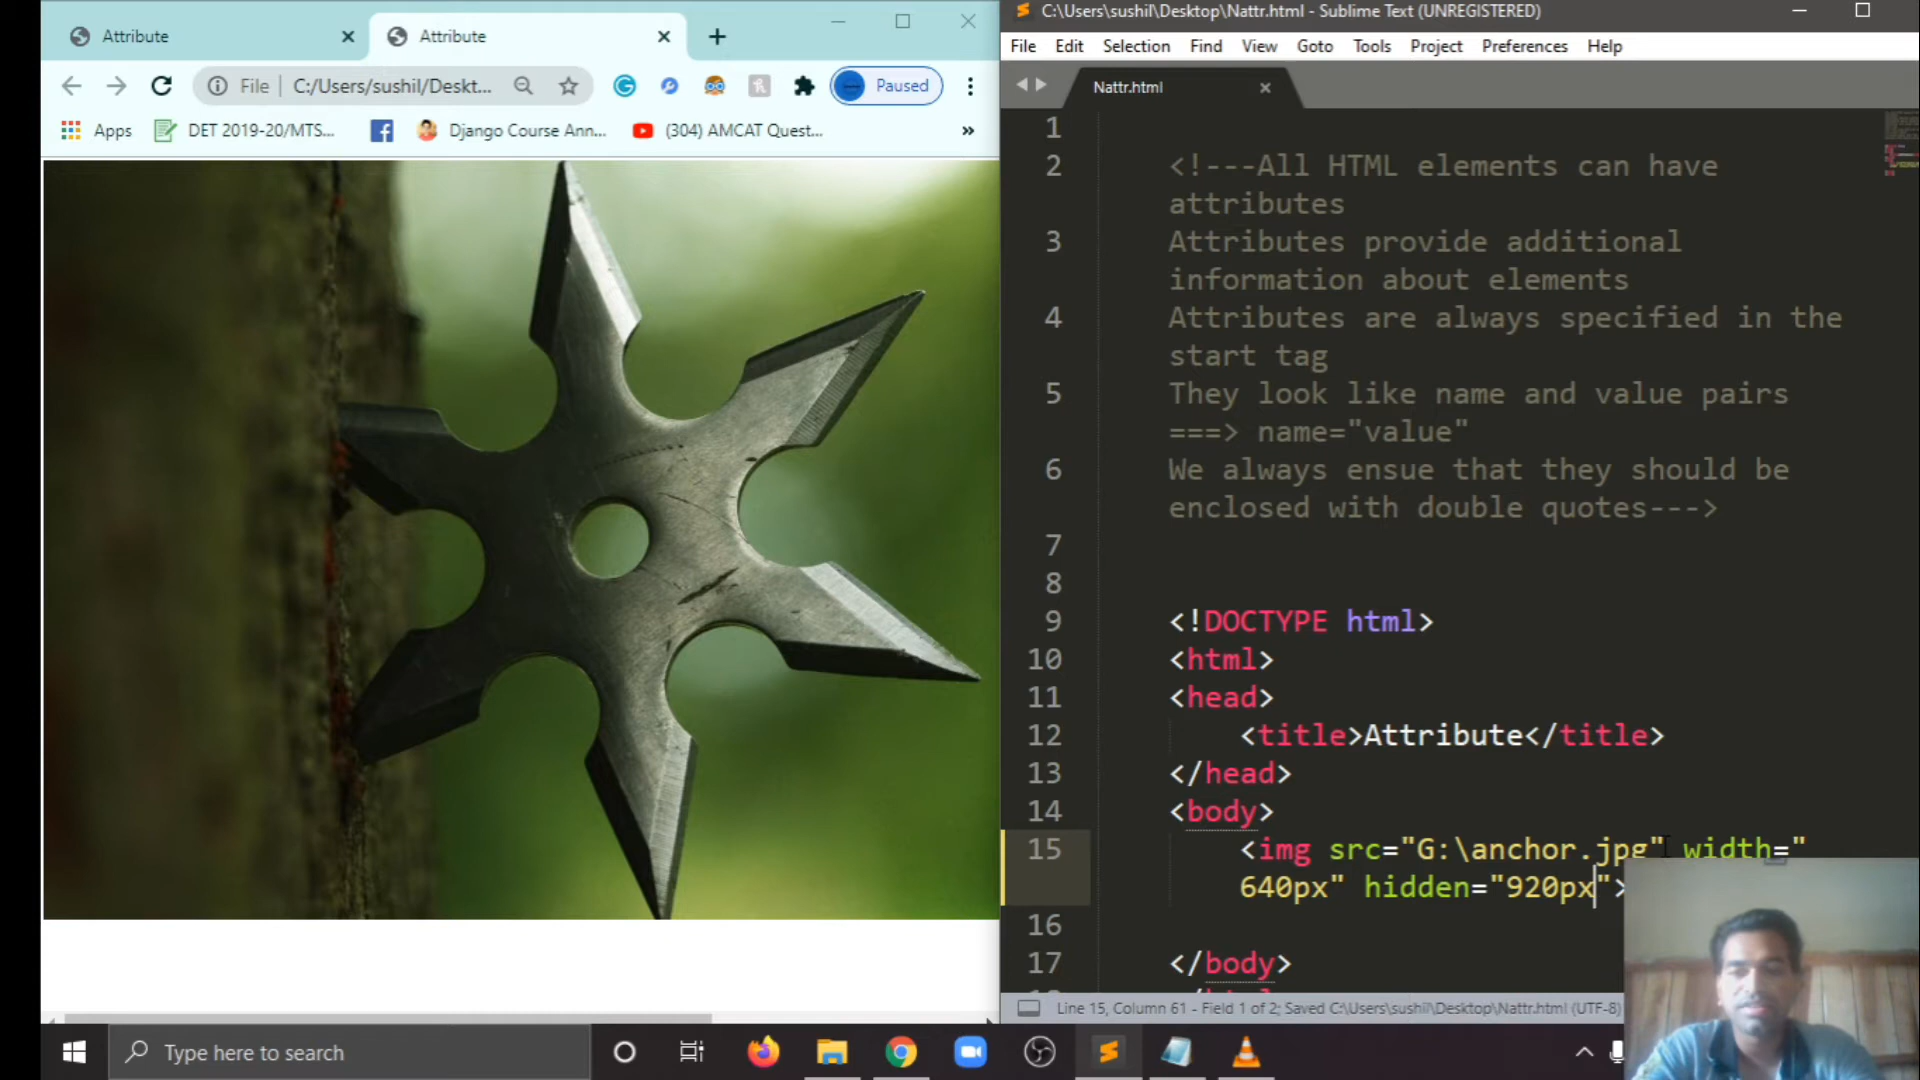 Attribute
Attribute
File C:/Users/sushil/Deskt... Paused
Apps DET 2019-20/MTS... Django Course Ann... (304) AMCAT Quest... »
C:\Users\sushil\Desktop\Nattr.html - Sublime Text (UNREGISTERED)
File Edit Selection Find View Goto Tools Project Preferences Help
Nattr.html
1
2 <!---All HTML elements can have
attributes
3 Attributes provide additional
information about elements
4 Attributes are always specified in the
start tag
5 They look like name and value pairs
===> name="value"
6 We always ensue that they should be
enclosed with double quotes--->
7
8
9 <!DOCTYPE html>
10 <html>
11 <head>
12 <title>Attribute</title>
13 </head>
14 <body>
15 <img src="G:\anchor.jpg" width="
640px" hidden="920px">
16
17 </body>
Line 15, Column 61 - Field 1 of 2; Saved C:\Users\sushil\Desktop\Nattr.html (UTF-8)
Type here to search